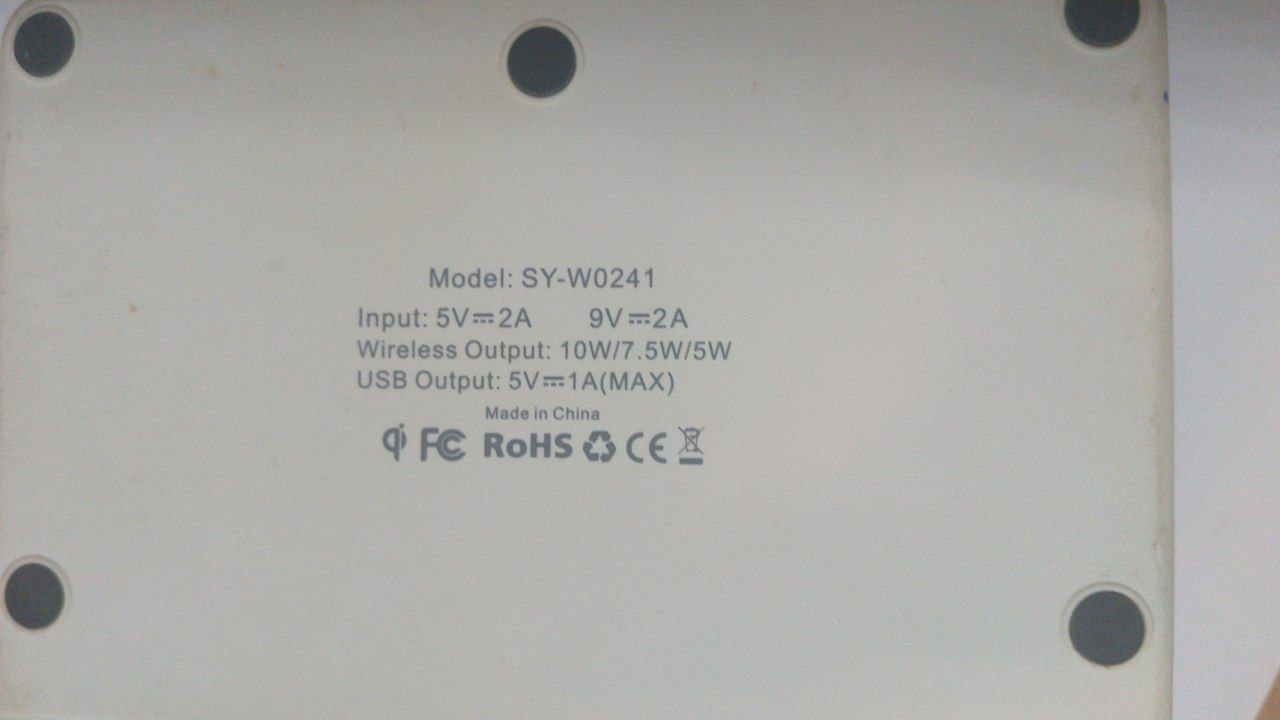 Model: SY-W0241
Input: 5V⎓2A 9V⎓2A
Wireless Output: 10W/7.5W/5W
USB Output: 5V⎓1A(MAX)
Made in China
qi FC RoHS CE